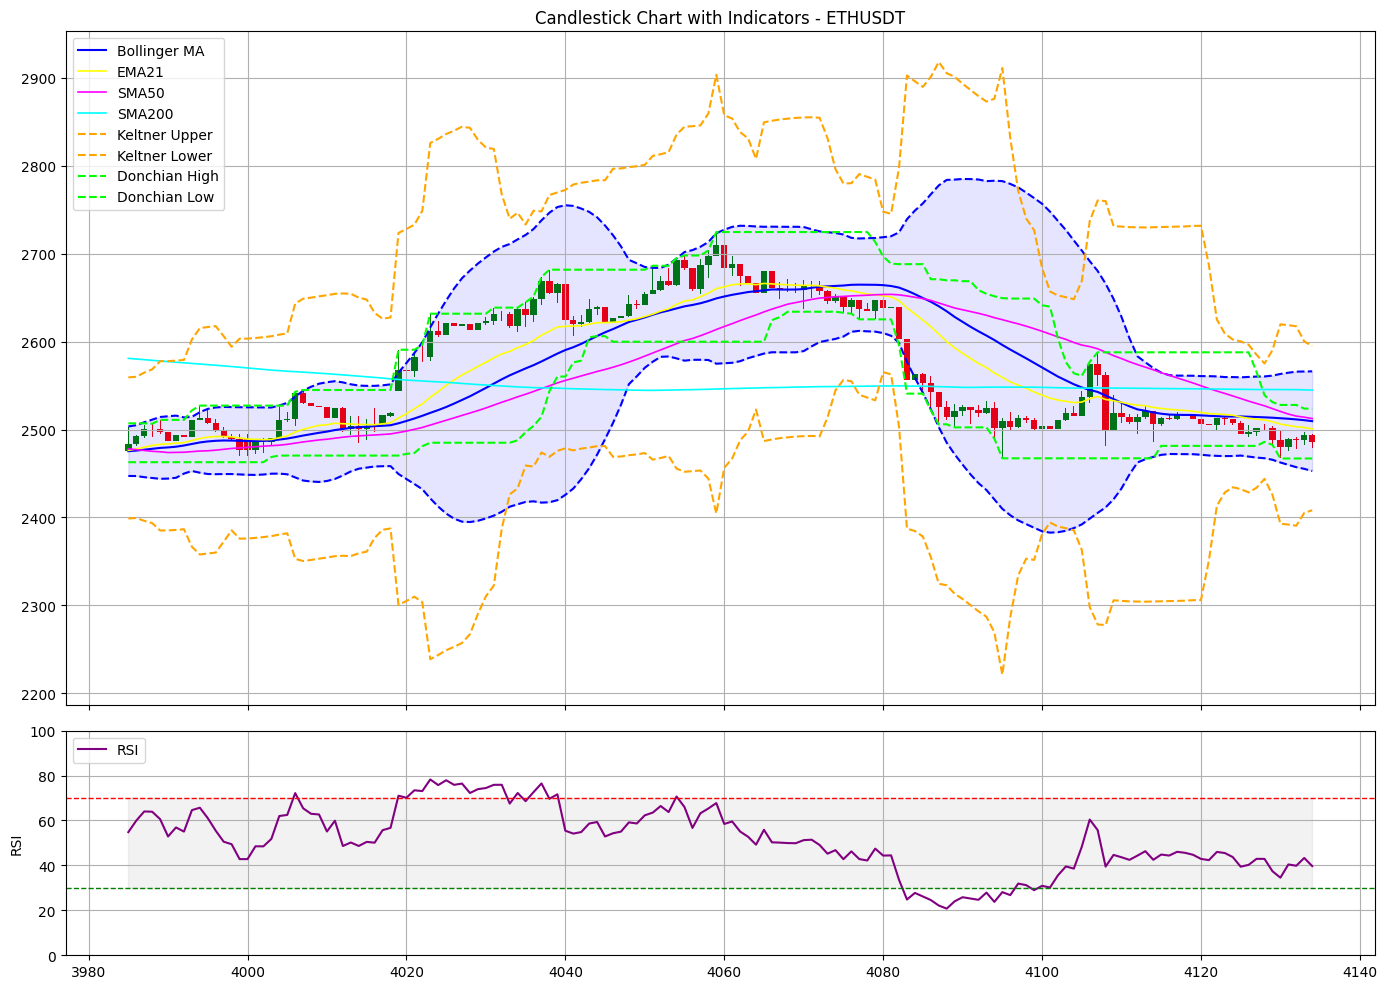 Candlestick Chart with Indicators - ETHUSDT
Bollinger MA
EMA21
SMA50
SMA200
Keltner Upper
Keltner Lower
Donchian High
Donchian Low
2900
2800
2700
2600
2500
2400
2300
2200
RSI
100
80
60
40
20
0
RSI
3980 4000 4020 4040 4060 4080 4100 4120 4140